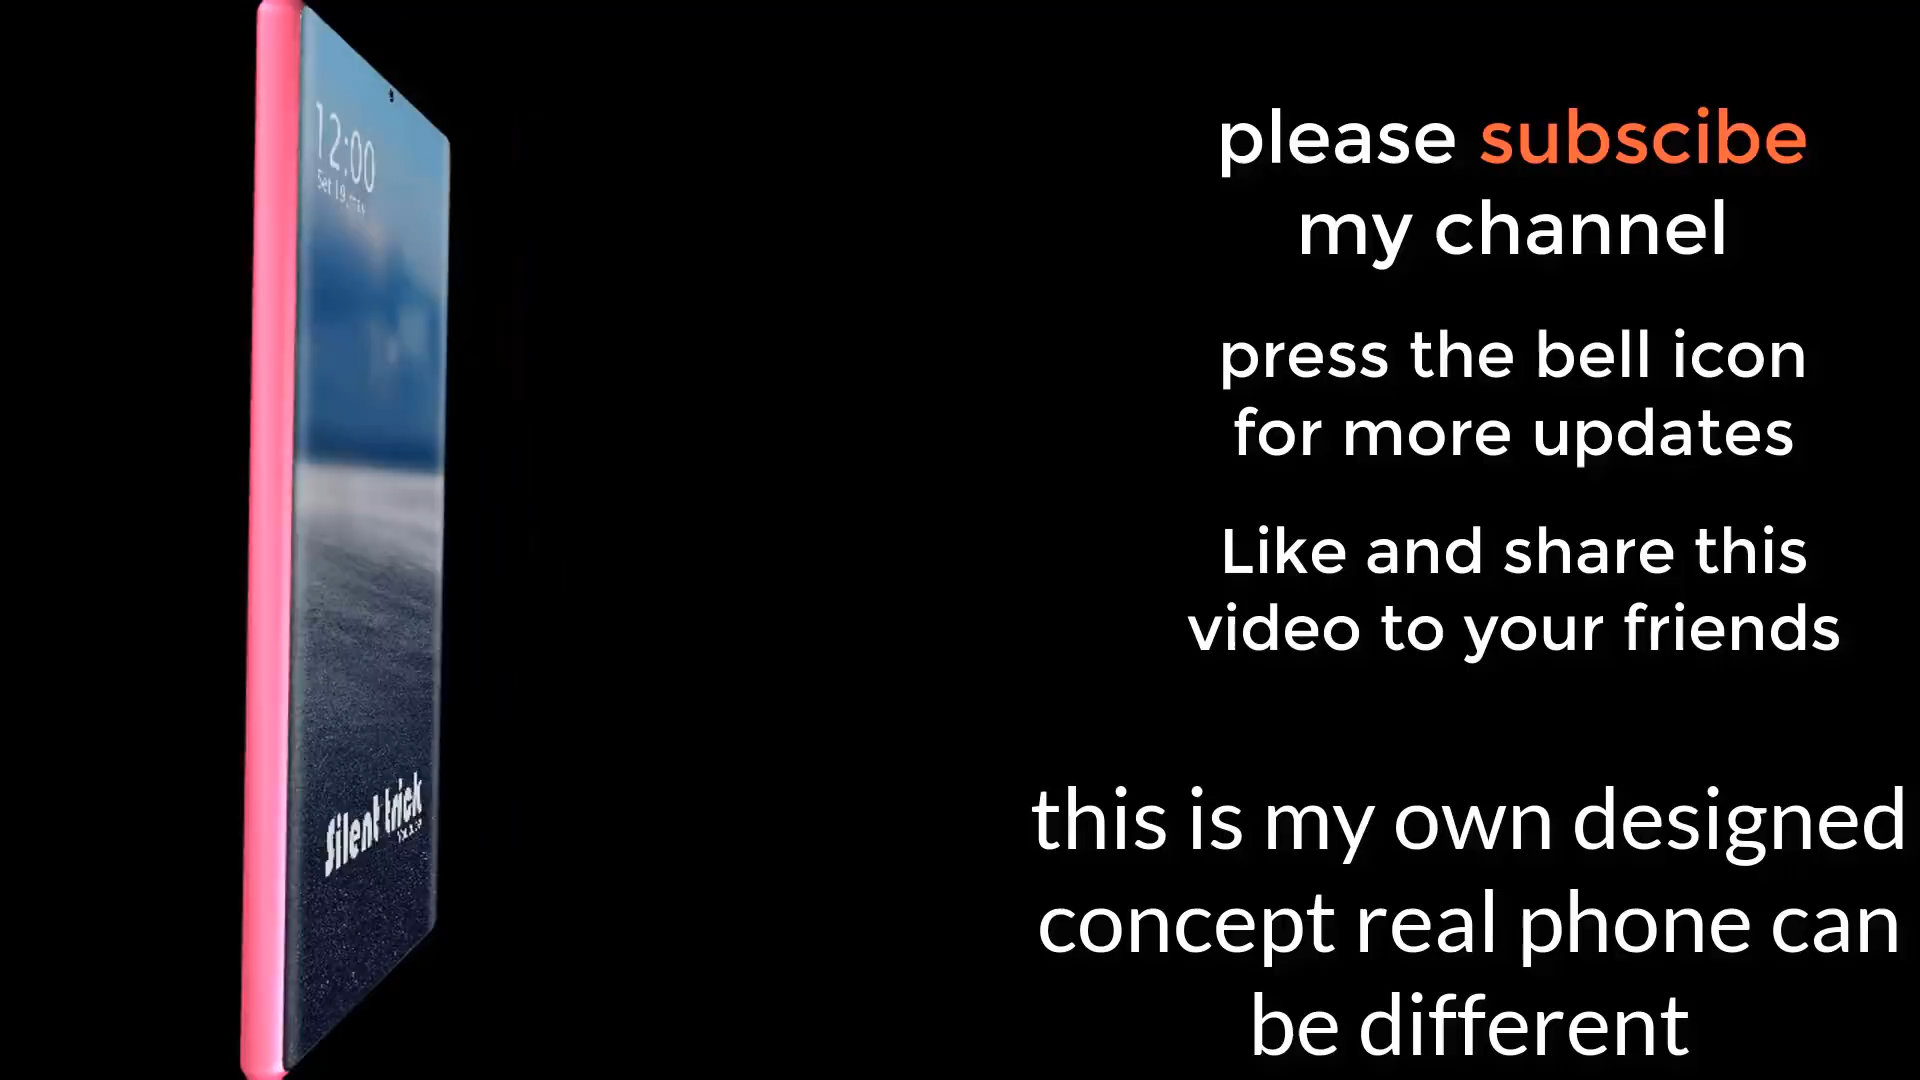 12:00
please subscibe
my channel
press the bell icon
for more updates
Like and share this
video to your friends
Silent trick
this is my own designed
concept real phone can
be different